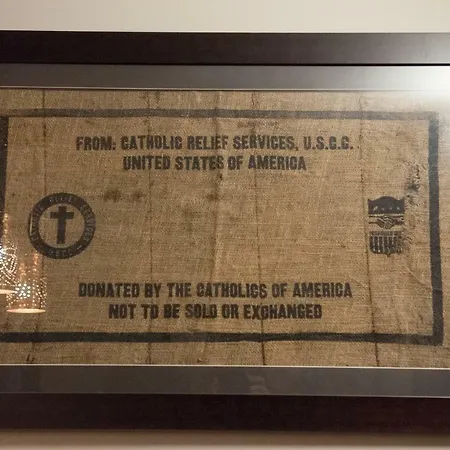 FROM: CATHOLIC RELIEF SERVICES, U.S.C.C.
UNITED STATES OF AMERICA
DONATED BY THE CATHOLICS OF AMERICA
NOT TO BE SOLD OR EXCHANGED